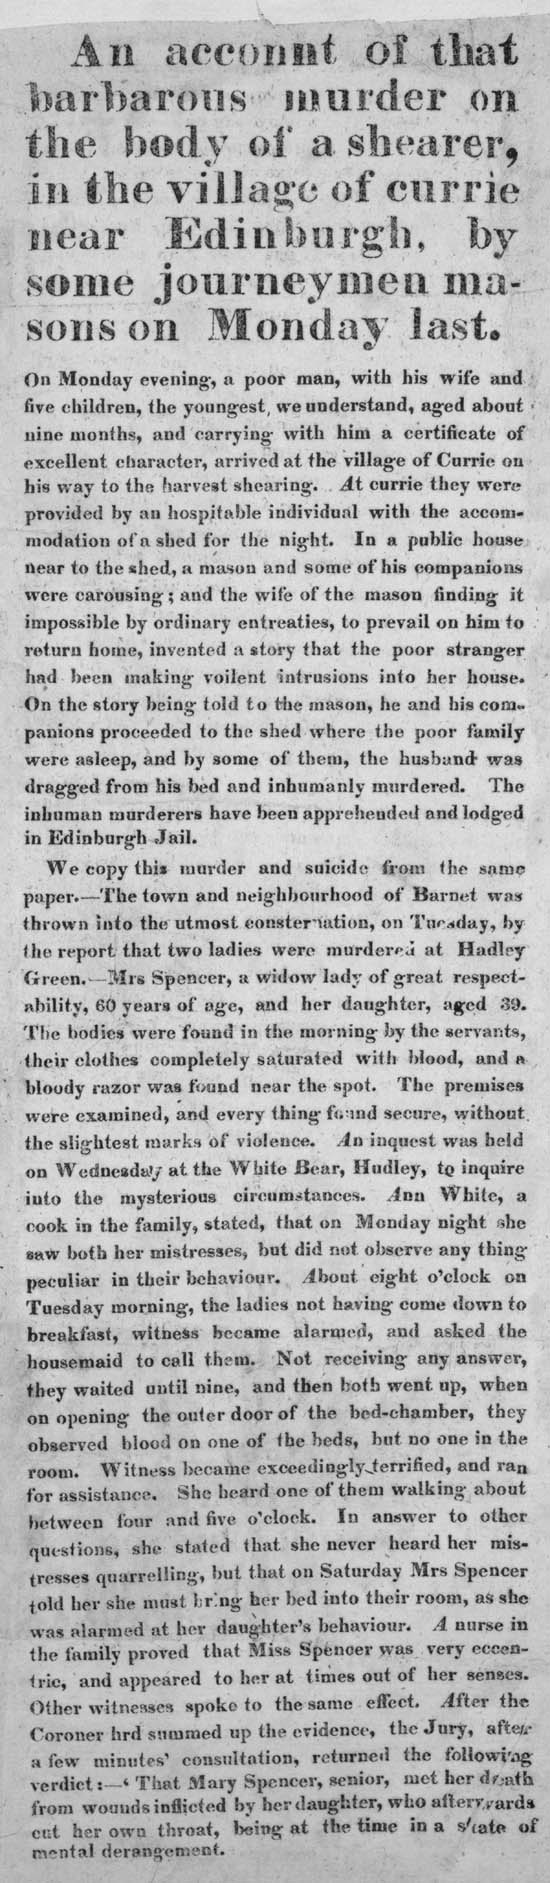 An account of that
barbarous murder on
the body of a shearer,
in the village of currie
near Edinburgh, by
some journeymen ma-
sons on Monday last.
On Monday evening, a poor man, with his wife and
five children, the youngest, we understand, aged about
nine months, and carrying with him a certificate of
excellent character, arrived at the village of Currie on
his way to the harvest shearing. At currie they were
provided by an hospitable individual with the accom-
modation of a shed for the night. In a public house
near to the shed, a mason and some of his companions
were carousing; and the wife of the mason finding it
impossible by ordinary entreaties, to prevail on him to
return home, invented a story that the poor stranger
had been making voilent intrusions into her house.
On the story being told to the mason, he and his com-
panions proceeded to the shed where the poor family
were asleep, and by some of them, the husband was
dragged from his bed and inhumanly murdered. The
inhuman murderers have been apprehended and lodged
in Edinburgh Jail.
We copy this murder and suicide from the same
paper.—The town and neighbourhood of Barnet was
thrown into the utmost consternation, on Tuesday, by
the report that two ladies were murdered at Hadley
Green.—Mrs Spencer, a widow lady of great respect-
ability, 60 years of age, and her daughter, aged 39.
The bodies were found in the morning by the servants,
their clothes completely saturated with blood, and a
bloody razor was found near the spot. The premises
were examined, and every thing found secure, without
the slightest marks of violence. An inquest was held
on Wednesday at the White Bear, Hudley, to inquire
into the mysterious circumstances. Ann White, a
cook in the family, stated, that on Monday night she
saw both her mistresses, but did not observe any thing
peculiar in their behaviour. About eight o'clock on
Tuesday morning, the ladies not having come down to
breakfast, witness became alarmed, and asked the
housemaid to call them. Not receiving any answer,
they waited until nine, and then both went up, when
on opening the outer door of the bed-chamber, they
observed blood on one of the beds, but no one in the
room. Witness became exceedingly terrified, and ran
for assistance. She heard one of them walking about
between four and five o'clock. In answer to other
questions, she stated that she never heard her mis-
tresses quarrelling, but that on Saturday Mrs Spencer
told her she must bring her bed into their room, as she
was alarmed at her daughter's behaviour. A nurse in
the family proved that Miss Spencer was very eccen-
tric, and appeared to her at times out of her senses.
Other witnesses spoke to the same effect. After the
Coroner hrd summed up the evidence, the Jury, after
a few minutes' consultation, returned the following
verdict:—' That Mary Spencer, senior, met her death
from wounds inflicted by her daughter, who afterwards
cut her own throat, being at the time in a state of
mental derangement.